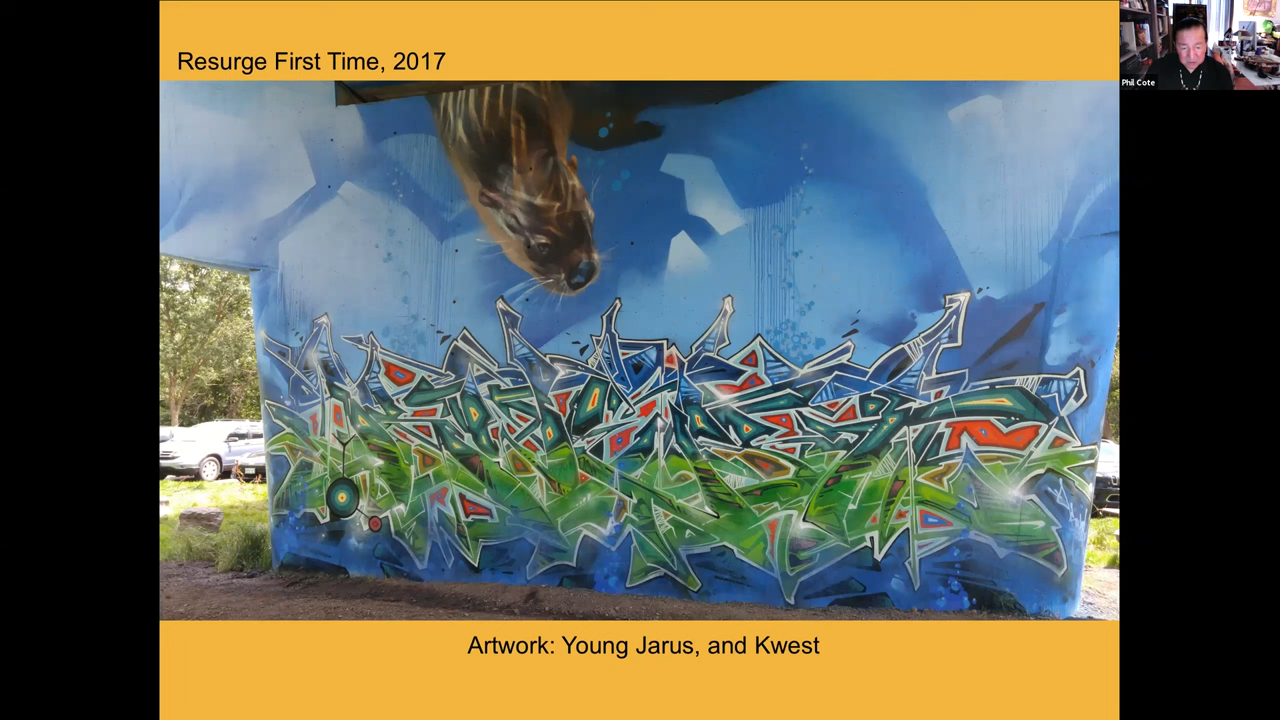 Resurge First Time, 2017
Phil Cote
Artwork: Young Jarus, and Kwest